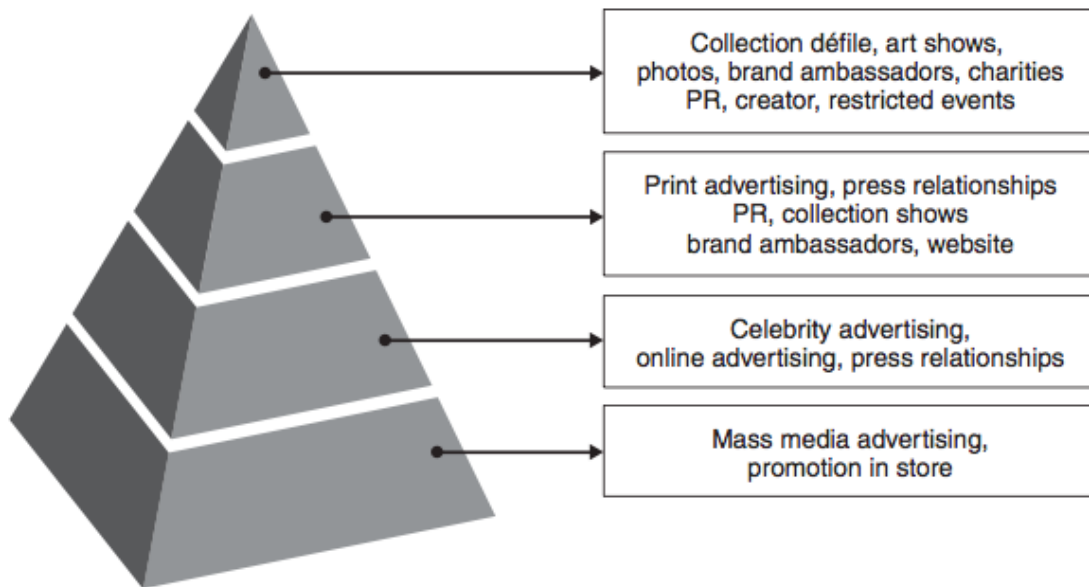 Collection défile, art shows,
photos, brand ambassadors, charities
PR, creator, restricted events
Print advertising, press relationships
PR, collection shows
brand ambassadors, website
Celebrity advertising,
online advertising, press relationships
Mass media advertising,
promotion in store